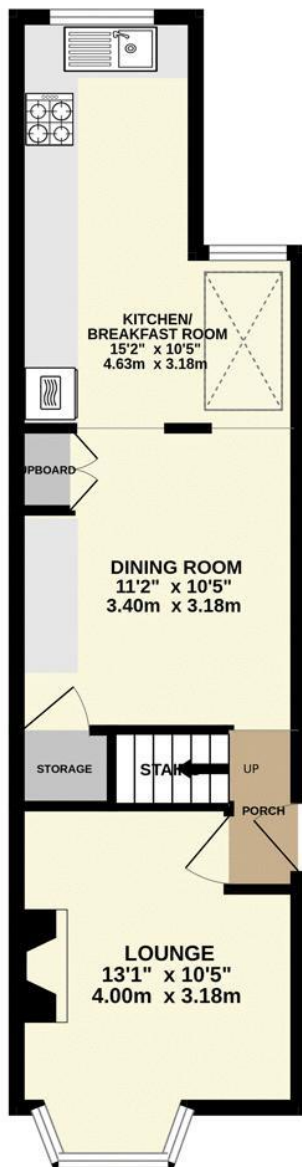 KITCHEN/
BREAKFAST ROOM
15'2" x 10'5"
4.63m x 3.18m
UPBOARD
DINING ROOM
11'2" x 10'5"
3.40m x 3.18m
STORAGE
STAIRS
UP
PORCH
LOUNGE
13'1" x 10'5"
4.00m x 3.18m